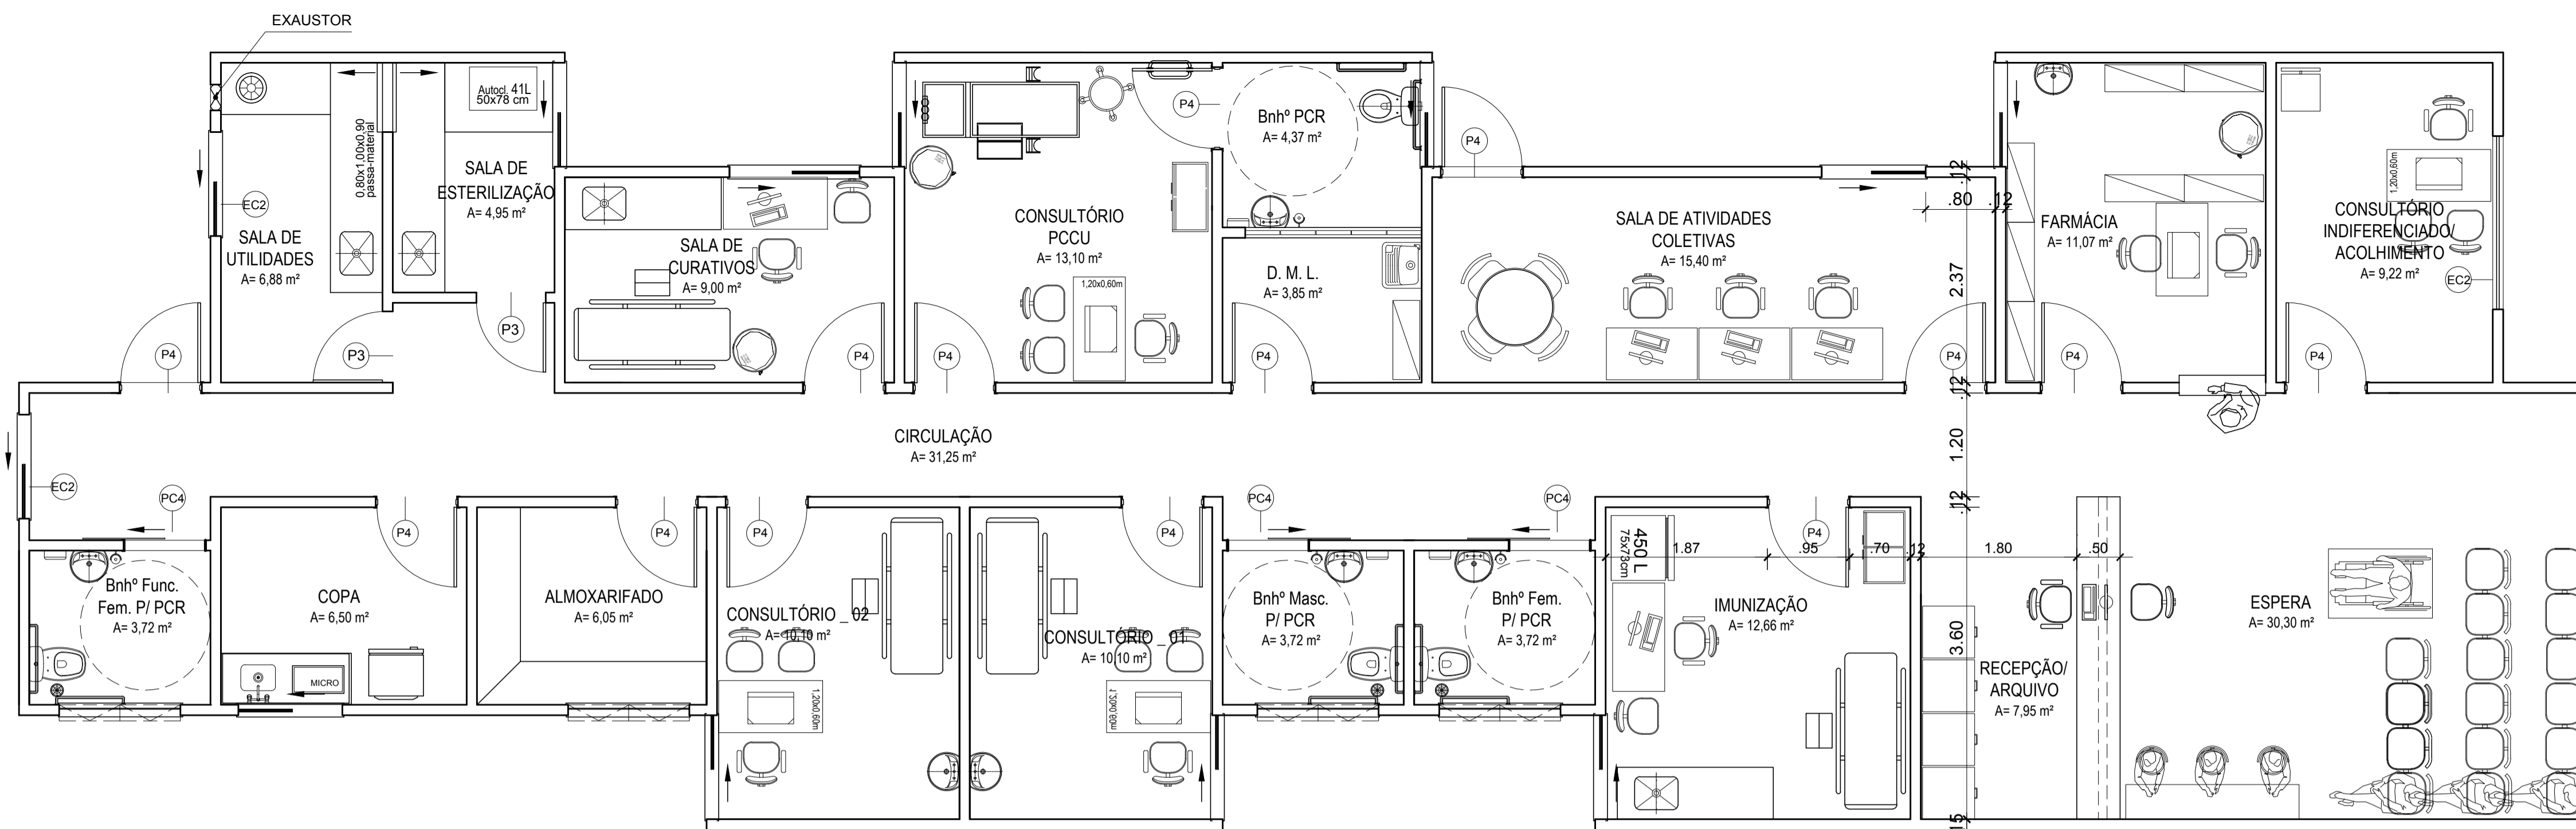 EXAUSTOR
Autocl. 41L
50x78 cm
0.80x1,00x0,90
passa-material
SALA DE
ESTERILIZAÇÃO
A= 4,95 m²
EC2
SALA DE
UTILIDADES
A= 6,88 m²
P3
P3
P4
SALA DE
CURATIVOS
A= 9,00 m²
P4
CONSULTÓRIO
PCCU
A= 13,10 m²
1,20x0,60m
P4
P4
Bnhº PCR
A= 4,37 m²
D. M. L.
A= 3,85 m²
P4
P4
SALA DE ATIVIDADES
COLETIVAS
A= 15,40 m²
P4
.12
.80
.12
2.37
.12
1.20
.12
3.60
.15
FARMÁCIA
A= 11,07 m²
P4
1,20x0,60m
CONSULTÓRIO
INDIFERENCIADO/
ACOLHIMENTO
A= 9,22 m²
EC2
P4
CIRCULAÇÃO
A= 31,25 m²
EC2
PC4
Bnhº Func.
Fem. P/ PCR
A= 3,72 m²
P4
COPA
A= 6,50 m²
MICRO
P4
ALMOXARIFADO
A= 6,05 m²
P4
CONSULTÓRIO _ 02
A= 10,10 m²
1,20x0,60m
P4
CONSULTÓRIO _ 01
A= 10,10 m²
1,20x0,60m
PC4
Bnhº Masc.
P/ PCR
A= 3,72 m²
PC4
Bnhº Fem.
P/ PCR
A= 3,72 m²
450 L
75x73cm
P4
1.87
.95
.70
.12
1.80
.50
IMUNIZAÇÃO
A= 12,66 m²
RECEPÇÃO/
ARQUIVO
A= 7,95 m²
ESPERA
A= 30,30 m²